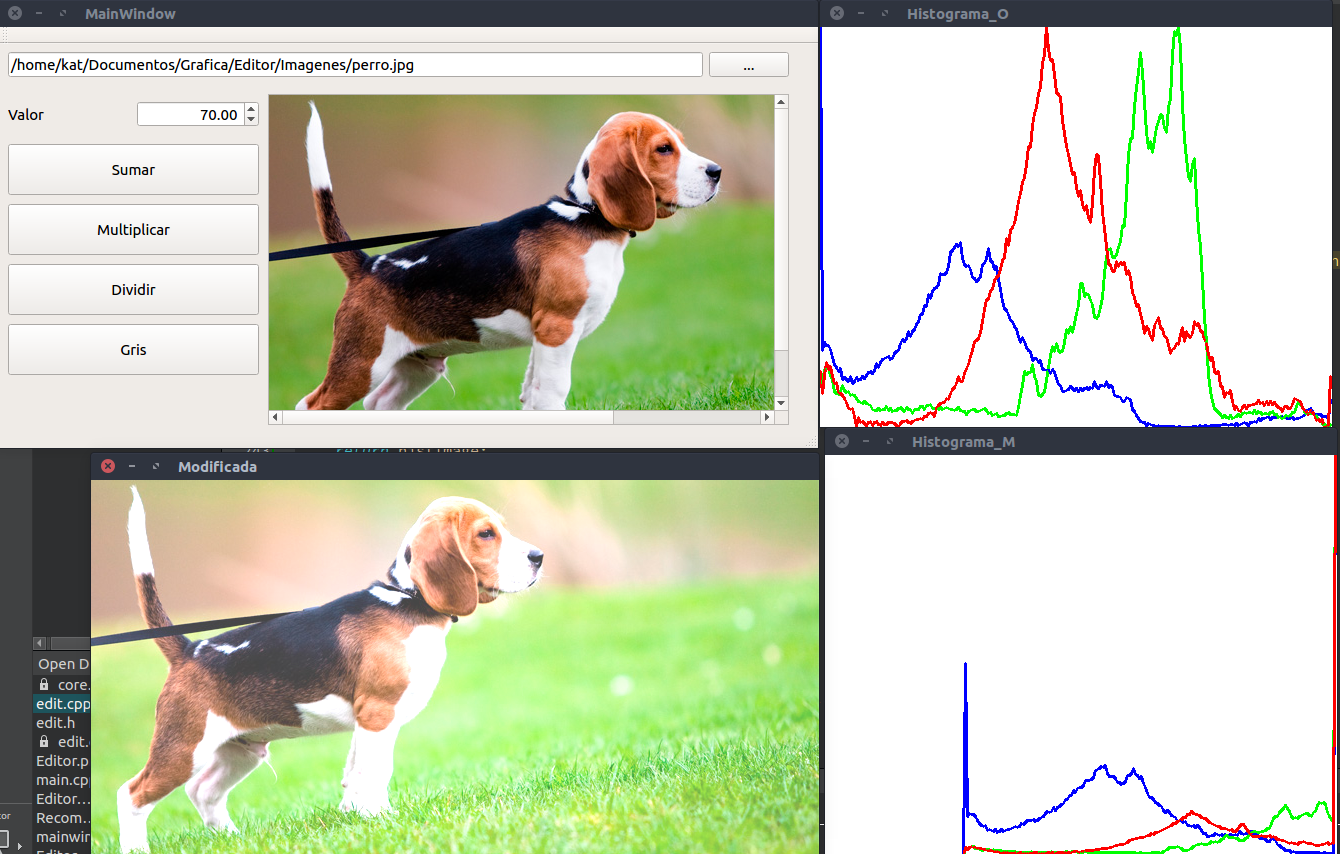 MainWindow
Histograma_O
/home/kat/Documentos/Grafica/Editor/Imagenes/perro.jpg
...
Valor
70.00
Sumar
Multiplicar
Dividir
Gris
Histograma_M
Modificada
Open D
core.
edit.cpp
edit.h
edit.
Editor.p
main.cp
Editor...
Recom...
mainwir